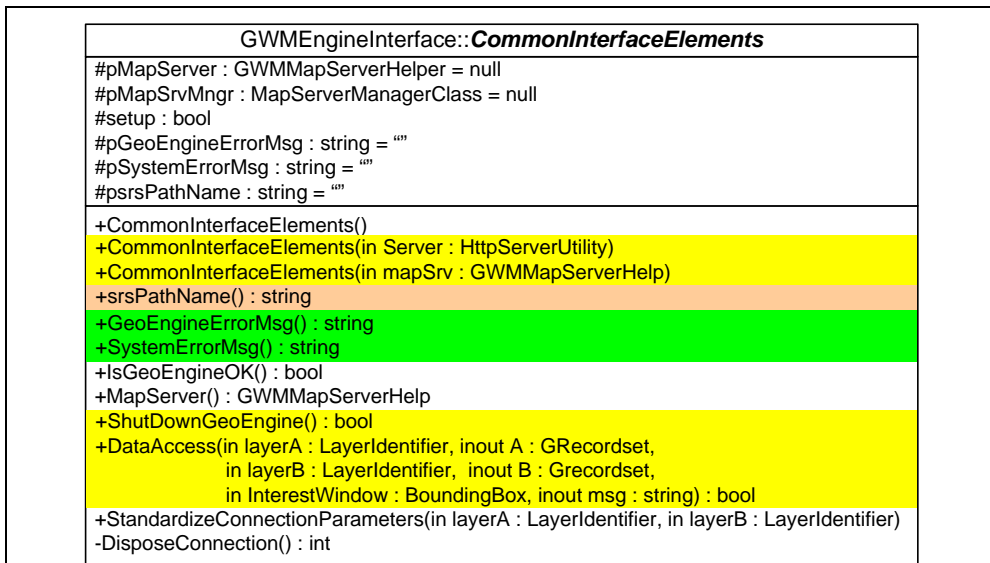 GWMEngineInterface::CommonInterfaceElements
#pMapServer : GWMMapServerHelper = null
#pMapSrvMngr : MapServerManagerClass = null
#setup : bool
#pGeoEngineErrorMsg : string = “”
#pSystemErrorMsg : string = “”
#psrsPathName : string = “”
+CommonInterfaceElements()
+CommonInterfaceElements(in Server : HttpServerUtility)
+CommonInterfaceElements(in mapSrv : GWMMapServerHelp)
+srsPathName() : string
+GeoEngineErrorMsg() : string
+SystemErrorMsg() : string
+IsGeoEngineOK() : bool
+MapServer() : GWMMapServerHelp
+ShutDownGeoEngine() : bool
+DataAccess(in layerA : LayerIdentifier, inout A : GRecordset,
in layerB : LayerIdentifier, inout B : Grecordset,
in InterestWindow : BoundingBox, inout msg : string) : bool
+StandardizeConnectionParameters(in layerA : LayerIdentifier, in layerB : LayerIdentifier)
-DisposeConnection() : int